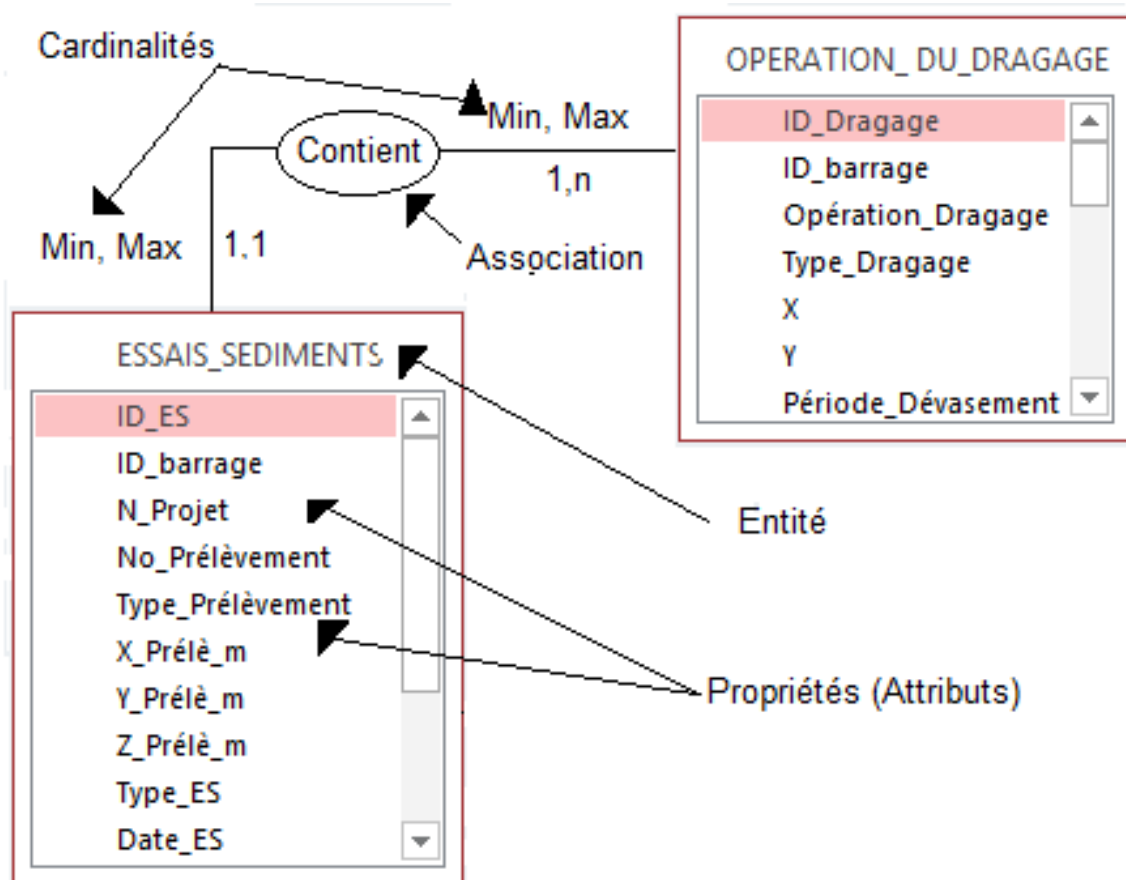 Cardinalités
Min, Max
Contient
1,n
Min, Max
1,1
Association
OPERATION_ DU_DRAGAGE
ID_Dragage
ID_barrage
Opération_Dragage
Type_Dragage
X
Y
Période_Dévasement
ESSAIS_SEDIMENTS
ID_ES
ID_barrage
N_Projet
No_Prélèvement
Type_Prélèvement
X_Prélè_m
Y_Prélè_m
Z_Prélè_m
Type_ES
Date_ES
Entité
Propriétés (Attributs)